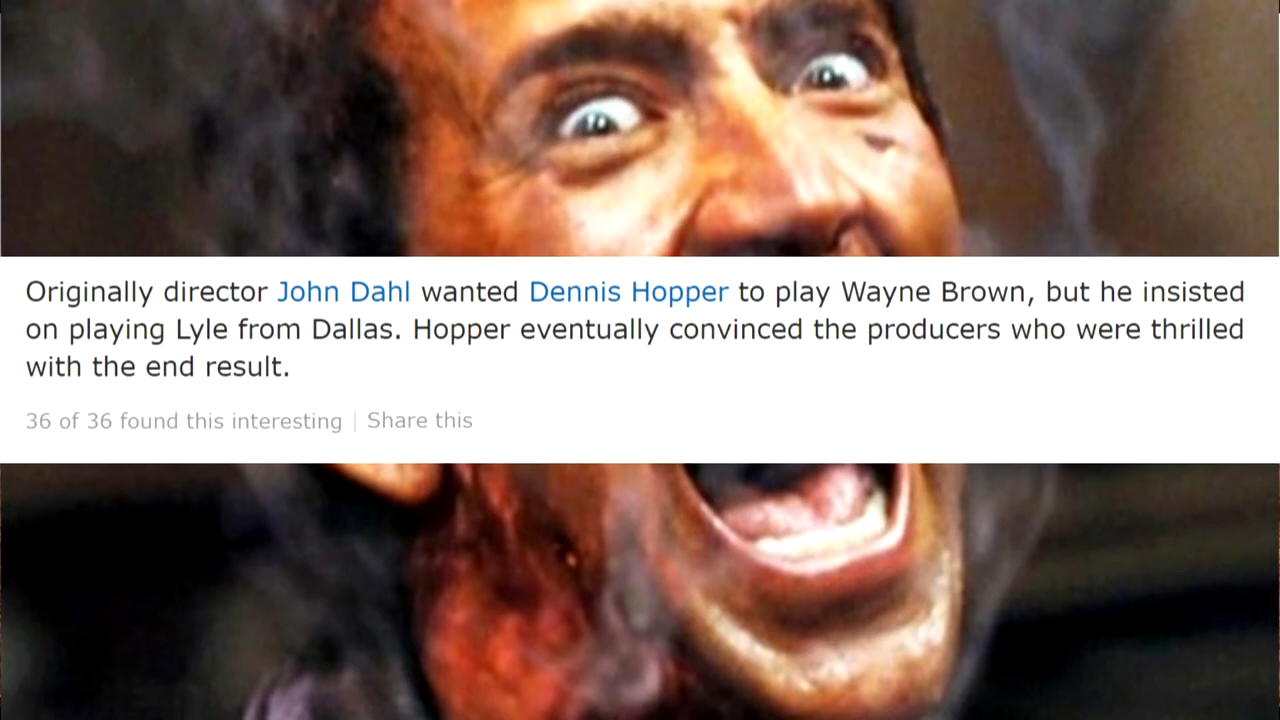 Originally director John Dahl wanted Dennis Hopper to play Wayne Brown, but he insisted
on playing Lyle from Dallas. Hopper eventually convinced the producers who were thrilled
with the end result.
36 of 36 found this interesting | Share this